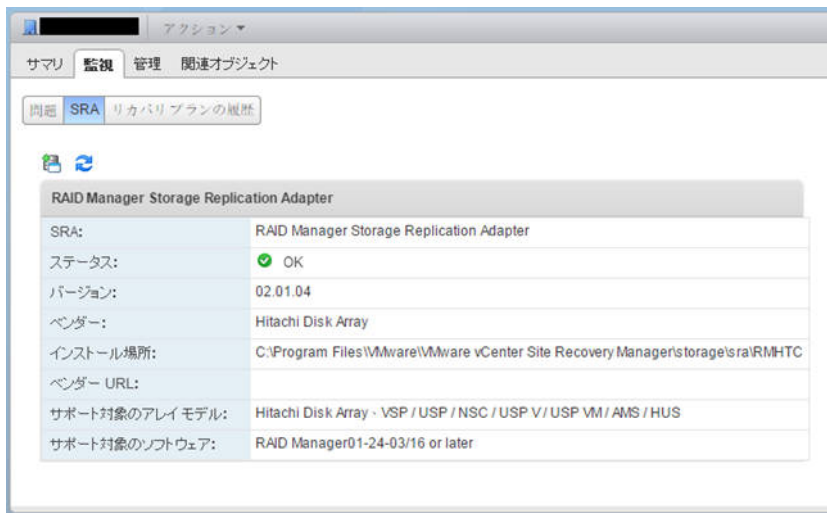 アクション
サマリ 監視 管理 関連オブジェクト
問題 SRA リカバリプランの履歴
RAID Manager Storage Replication Adapter
SRA: RAID Manager Storage Replication Adapter
ステータス: OK
バージョン: 02.01.04
ベンダー: Hitachi Disk Array
インストール場所: C:\Program Files\VMware\VMware vCenter Site Recovery Manager\storage\sra\RMHTC
ベンダー URL:
サポート対象のアレイ モデル: Hitachi Disk Array、VSP / USP / NSC / USP V / USP VM / AMS / HUS
サポート対象のソフトウェア: RAID Manager01-24-03/16 or later